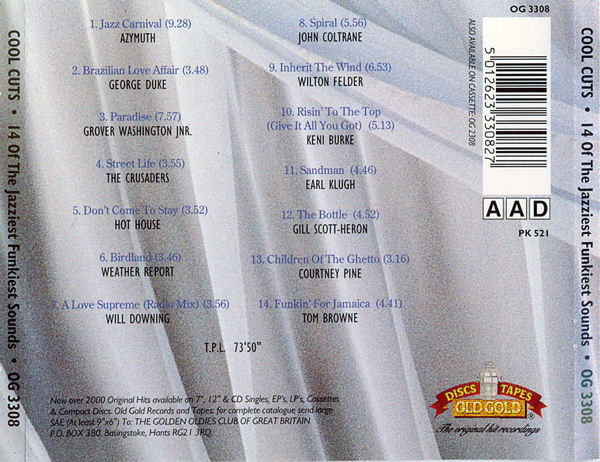 COOL CUTS • 14 Of The Jazziest Funkiest Sounds • OG 3308
1. Jazz Carnival (9.28)
AZYMUTH
2. Brazilian Love Affair (3.48)
GEORGE DUKE
3. Paradise (7.57)
GROVER WASHINGTON JNR.
4. Street Life (3.55)
THE CRUSADERS
5. Don't Come To Stay (3.52)
HOT HOUSE
6. Birdland (3.46)
WEATHER REPORT
7. A Love Supreme (Radio Mix) (3.56)
WILL DOWNING
8. Spiral (5.56)
JOHN COLTRANE
9. Inherit The Wind (6.53)
WILTON FELDER
10. Risin' To The Top
(Give It All You Got) (5.13)
KENI BURKE
11. Sandman (4.46)
EARL KLUGH
12. The Bottle (4.52)
GILL SCOTT-HERON
13. Children Of The Ghetto (3.16)
COURTNEY PINE
14. Funkin' For Jamaica (4.41)
TOM BROWNE
T.P.L. 73'50"
OG 3308
ALSO AVAILABLE ON CASSETTE: OG 2308
5 012623 330827
AAD
PK 521
Now over 2000 Original Hits available on 7", 12" & CD Singles, EP's, LP's, Cassettes
& Compact Discs. Old Gold Records and Tapes: for complete catalogue send large
SAE (At least 9"x6") To: THE GOLDEN OLDIES CLUB OF GREAT BRITAIN
P.O. BOX 380, Basingstoke, Hants RG21 3RQ.
DISCS TAPES
OLD GOLD ®
The original hit recordings
COOL CUTS • 14 Of The Jazziest Funkiest Sounds • OG 3308